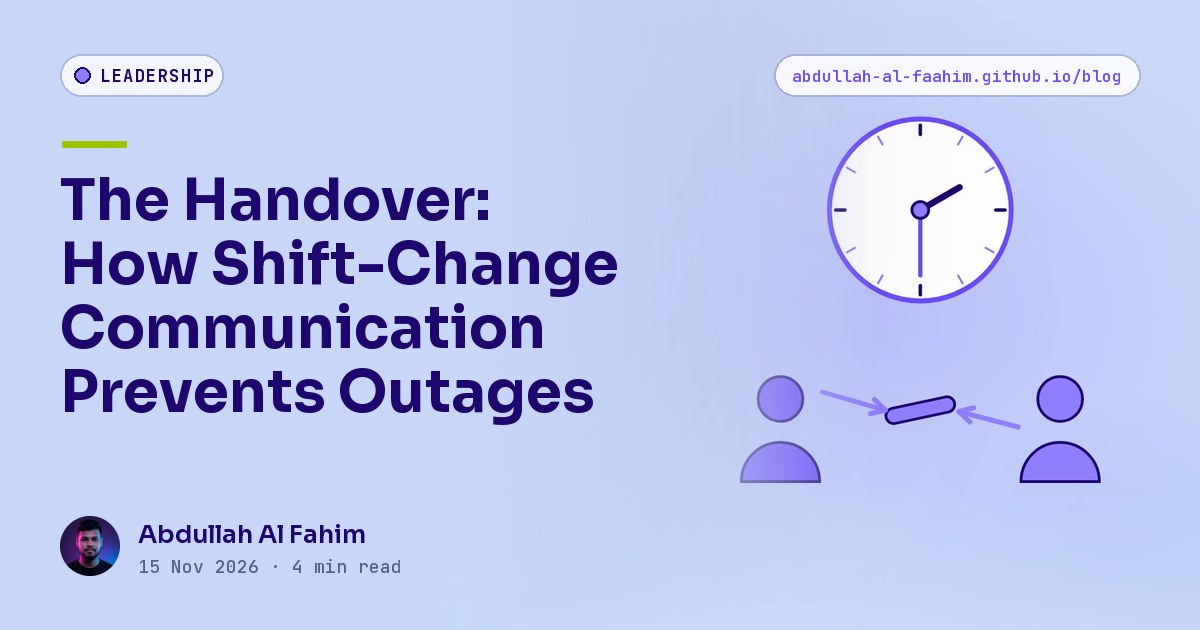 LEADERSHIP
abdullah-al-faahim.github.io/blog
The Handover:
How Shift-Change
Communication
Prevents Outages
Abdullah Al Fahim
15 Nov 2026 · 4 min read